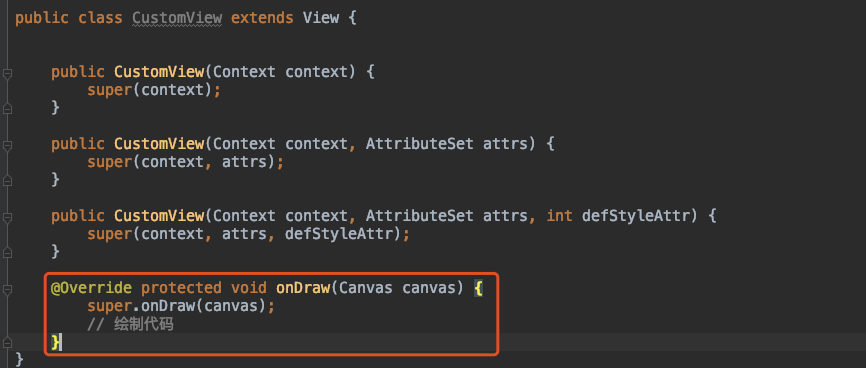 public class CustomView extends View {
public CustomView(Context context) {
super(context);
}
public CustomView(Context context, AttributeSet attrs) {
super(context, attrs);
}
public CustomView(Context context, AttributeSet attrs, int defStyleAttr) {
super(context, attrs, defStyleAttr);
}
@Override protected void onDraw(Canvas canvas) {
super.onDraw(canvas);
// 绘制代码
}
}